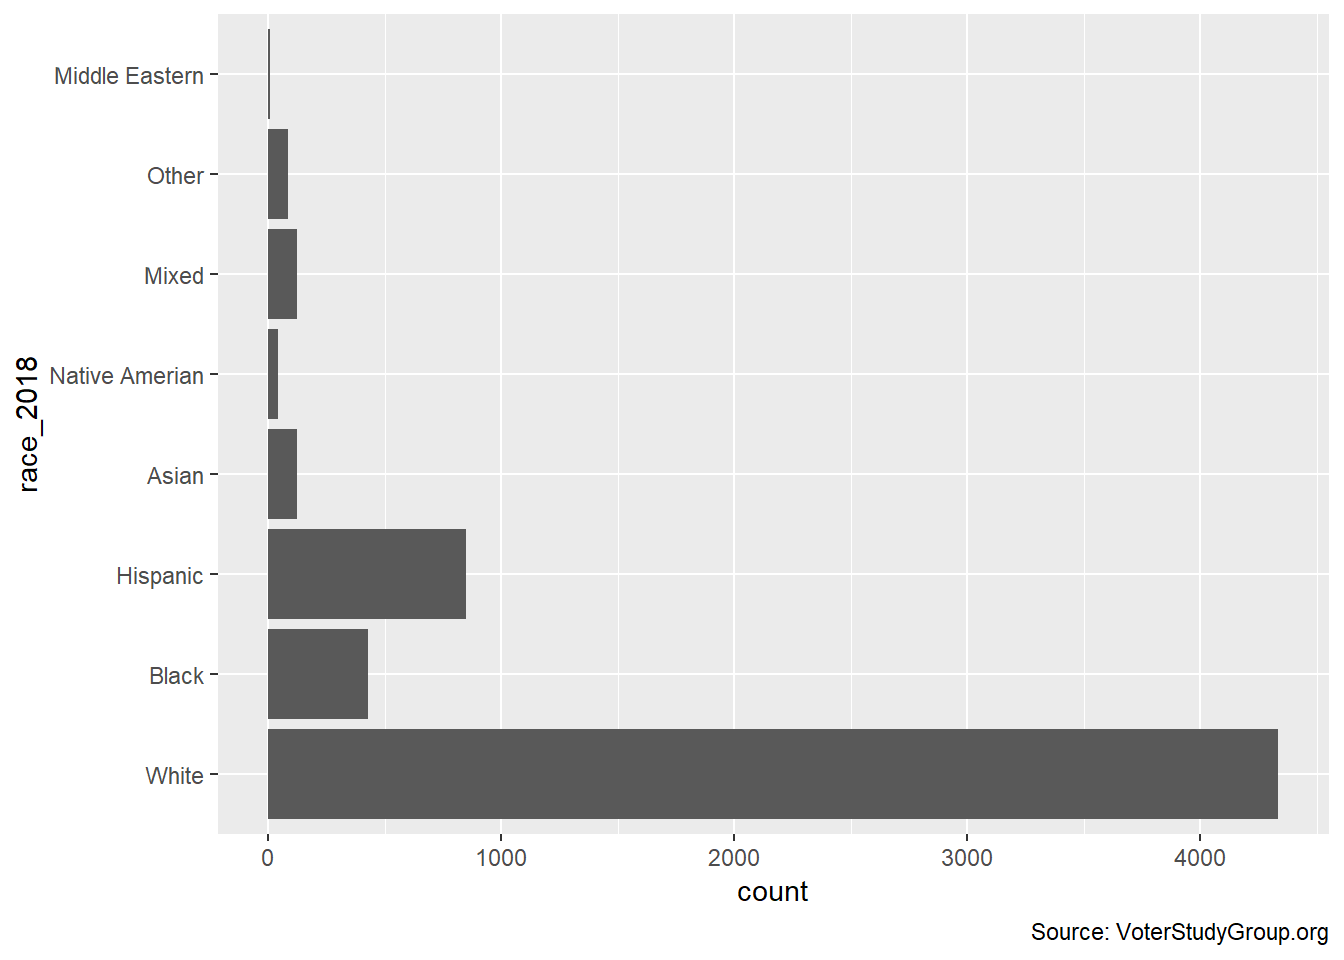 Middle Eastern
Other
Mixed
Native Amerian
Asian
Hispanic
Black
White
race_2018
0 1000 2000 3000 4000
count
Source: VoterStudyGroup.org